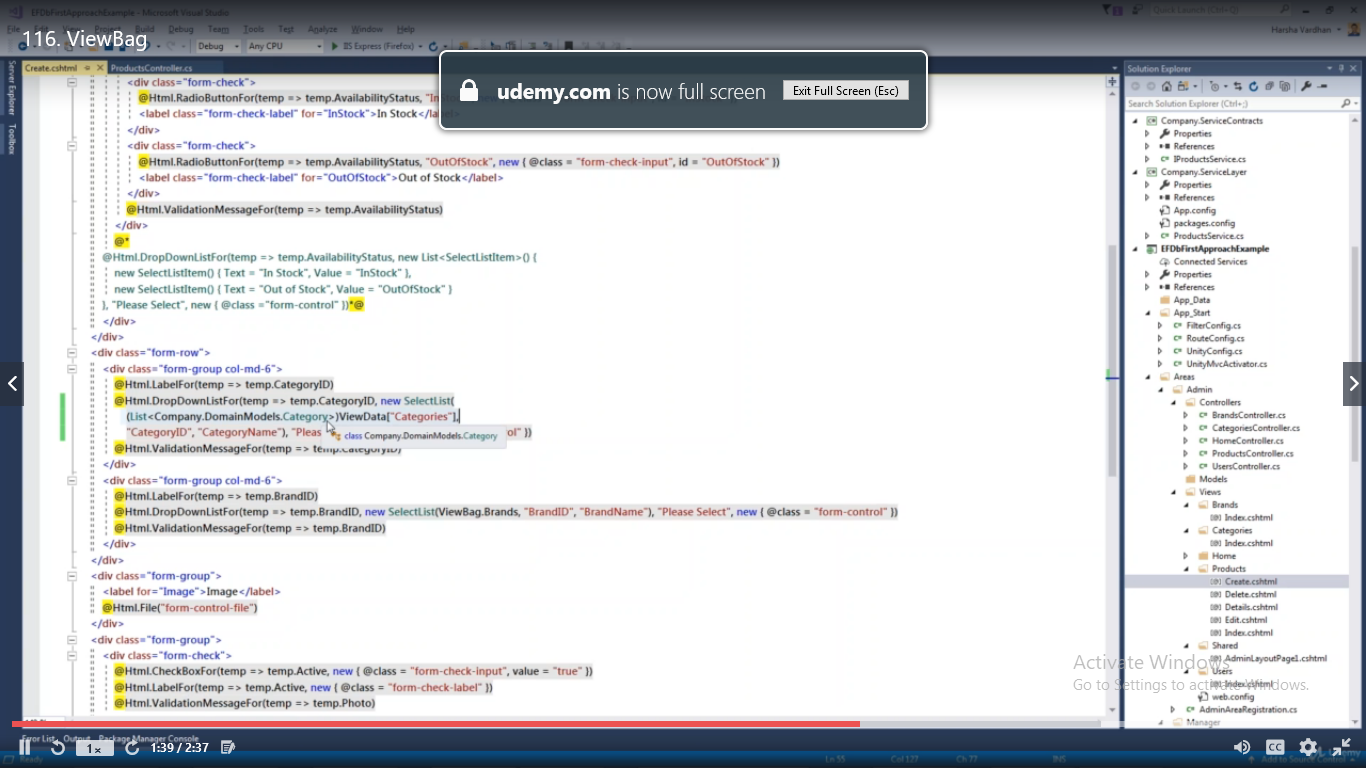 EFDbFirstApproachExample - Microsoft Visual Studio
Quick Launch (Ctrl+Q)
File Edit View Project Build Debug Team Tools Test Analyze Window Help
Harsha Vardhan
116. ViewBag
Debug Any CPU IIS Express (Firefox)
udemy.com is now full screen Exit Full Screen (Esc)
Server Explorer
Toolbox
Create.cshtml ProductsController.cs
<div class="form-check">
@Html.RadioButtonFor(temp => temp.AvailabilityStatus, "In
<label class="form-check-label" for="InStock">In Stock</la
</div>
<div class="form-check">
@Html.RadioButtonFor(temp => temp.AvailabilityStatus, "OutOfStock", new { @class = "form-check-input", id = "OutOfStock" })
<label class="form-check-label" for="OutOfStock">Out of Stock</label>
</div>
@Html.ValidationMessageFor(temp => temp.AvailabilityStatus)
</div>
@*
@Html.DropDownListFor(temp => temp.AvailabilityStatus, new List<SelectListItem>() {
new SelectListItem() { Text = "In Stock", Value = "InStock" },
new SelectListItem() { Text = "Out of Stock", Value = "OutOfStock" }
}, "Please Select", new { @class ="form-control" })*@
</div>
</div>
<div class="form-row">
<div class="form-group col-md-6">
@Html.LabelFor(temp => temp.CategoryID)
@Html.DropDownListFor(temp => temp.CategoryID, new SelectList(
(List<Company.DomainModels.Category>)ViewData["Categories"],
"CategoryID", "CategoryName"), "Pleas class Company.DomainModels.Category ol" })
@Html.ValidationMessageFor(temp => temp.CategoryID)
</div>
<div class="form-group col-md-6">
@Html.LabelFor(temp => temp.BrandID)
@Html.DropDownListFor(temp => temp.BrandID, new SelectList(ViewBag.Brands, "BrandID", "BrandName"), "Please Select", new { @class = "form-control" })
@Html.ValidationMessageFor(temp => temp.BrandID)
</div>
</div>
<div class="form-group">
<label for="Image">Image</label>
@Html.File("form-control-file")
</div>
<div class="form-group">
<div class="form-check">
@Html.CheckBoxFor(temp => temp.Active, new { @class = "form-check-input", value = "true" })
@Html.LabelFor(temp => temp.Active, new { @class = "form-check-label" })
@Html.ValidationMessageFor(temp => temp.Photo)
Solution Explorer
Search Solution Explorer (Ctrl+;)
Company.ServiceContracts
Properties
References
IProductsService.cs
Company.ServiceLayer
Properties
References
App.config
packages.config
ProductsService.cs
EFDbFirstApproachExample
Connected Services
Properties
References
App_Data
App_Start
FilterConfig.cs
RouteConfig.cs
UnityConfig.cs
UnityMvcActivator.cs
Areas
Admin
Controllers
BrandsController.cs
CategoriesController.cs
HomeController.cs
ProductsController.cs
UsersController.cs
Models
Views
Brands
Index.cshtml
Categories
Index.cshtml
Home
Products
Create.cshtml
Delete.cshtml
Details.cshtml
Edit.cshtml
Index.cshtml
Shared
AdminLayoutPage1.cshtml
Users
Index.cshtml
web.config
AdminAreaRegistration.cs
Manager
Activate Windows
Go to Settings to activate Windows.
Error List Output Package Manager Console
1x 1:39 / 2:37
CC
Ready Ln 55 Col 127 Ch 77 INS Add to Source Control